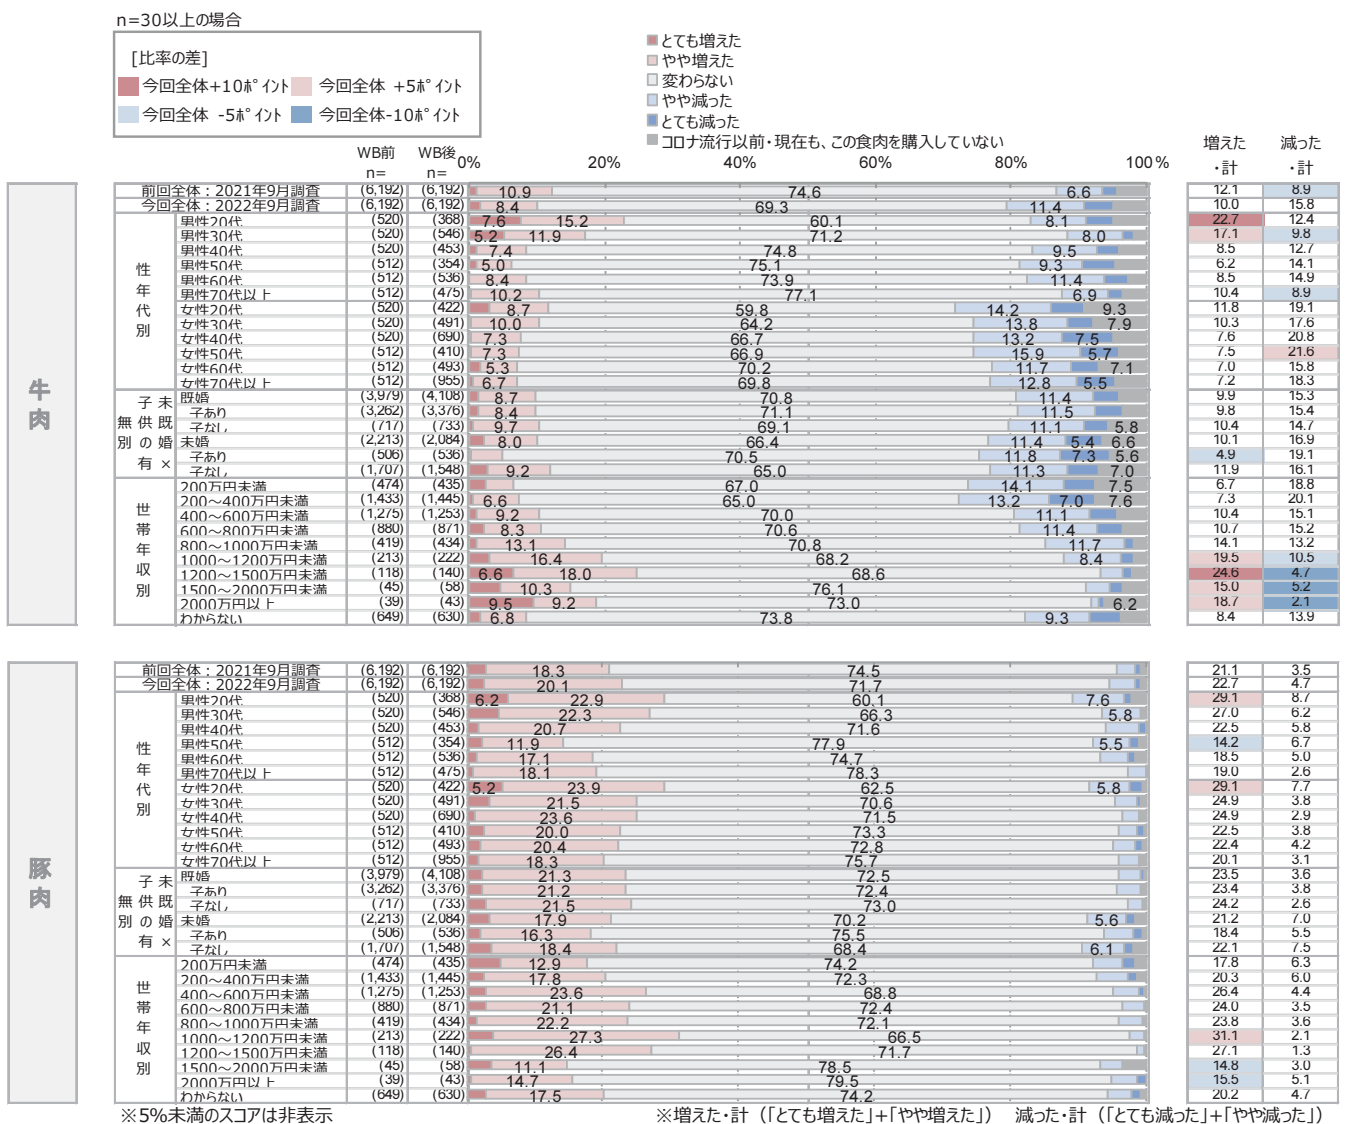 n=30以上の場合
[比率の差]
今回全体+10ﾎﾟｲﾝﾄ 今回全体 +5ﾎﾟｲﾝﾄ
今回全体 -5ﾎﾟｲﾝﾄ 今回全体-10ﾎﾟｲﾝﾄ
とても増えた
やや増えた
変わらない
やや減った
とても減った
コロナ流行以前・現在も、この食肉を購入していない
WB前 WB後 増えた 減った
n= n= 0% 20% 40% 60% 80% 100% ・計 ・計
牛肉
前回全体：2021年9月調査 (6,192) (6,192) 10.9 74.6 6.6 12.1 8.9
今回全体：2022年9月調査 (6,192) (6,192) 8.4 69.3 11.4 10.0 15.8
性年代別
男性20代 (520) (368) 7.6 15.2 60.1 8.1 22.7 12.4
男性30代 (520) (546) 5.2 11.9 71.2 8.0 17.1 9.8
男性40代 (520) (453) 7.4 74.8 9.5 8.5 12.7
男性50代 (512) (354) 5.0 75.1 9.3 6.2 14.1
男性60代 (512) (536) 8.4 73.9 11.4 8.5 14.9
男性70代以上 (512) (475) 10.2 77.1 6.9 10.4 8.9
女性20代 (520) (422) 8.7 59.8 14.2 9.3 11.8 19.1
女性30代 (520) (491) 10.0 64.2 13.8 7.9 10.3 17.6
女性40代 (520) (690) 7.3 66.7 13.2 7.5 7.6 20.8
女性50代 (512) (410) 7.3 66.9 15.9 5.7 7.5 21.6
女性60代 (512) (493) 5.3 70.2 11.7 7.1 7.0 15.8
女性70代以上 (512) (955) 6.7 69.8 12.8 5.5 7.2 18.3
未既婚×子供の有無別
既婚 (3,979) (4,108) 8.7 70.8 11.4 9.9 15.3
子あり (3,262) (3,376) 8.4 71.1 11.5 9.8 15.4
子なし (717) (733) 9.7 69.1 11.1 5.8 10.4 14.7
未婚 (2,213) (2,084) 8.0 66.4 11.4 5.4 6.6 10.1 16.9
子あり (506) (536) 70.5 11.8 7.3 5.6 4.9 19.1
子なし (1,707) (1,548) 9.2 65.0 11.3 7.0 11.9 16.1
世帯年収別
200万円未満 (474) (435) 67.0 14.1 7.5 6.7 18.8
200～400万円未満 (1,433) (1,445) 6.6 65.0 13.2 7.0 7.6 7.3 20.1
400～600万円未満 (1,275) (1,253) 9.2 70.0 11.1 10.4 15.1
600～800万円未満 (880) (871) 8.3 70.6 11.4 10.7 15.2
800～1000万円未満 (419) (434) 13.1 70.8 11.7 14.1 13.2
1000～1200万円未満 (213) (222) 16.4 68.2 8.4 19.5 10.5
1200～1500万円未満 (118) (140) 6.6 18.0 68.6 24.6 4.7
1500～2000万円未満 (45) (58) 10.3 76.1 15.0 5.2
2000万円以上 (39) (43) 9.5 9.2 73.0 6.2 18.7 2.1
わからない (649) (630) 6.8 73.8 9.3 8.4 13.9
豚肉
前回全体：2021年9月調査 (6,192) (6,192) 18.3 74.5 21.1 3.5
今回全体：2022年9月調査 (6,192) (6,192) 20.1 71.7 22.7 4.7
性年代別
男性20代 (520) (368) 6.2 22.9 60.1 7.6 29.1 8.7
男性30代 (520) (546) 22.3 66.3 5.8 27.0 6.2
男性40代 (520) (453) 20.7 71.6 22.5 5.8
男性50代 (512) (354) 11.9 77.9 5.5 14.2 6.7
男性60代 (512) (536) 17.1 74.7 18.5 5.0
男性70代以上 (512) (475) 18.1 78.3 19.0 2.6
女性20代 (520) (422) 5.2 23.9 62.5 5.8 29.1 7.7
女性30代 (520) (491) 21.5 70.6 24.9 3.8
女性40代 (520) (690) 23.6 71.5 24.9 2.9
女性50代 (512) (410) 20.0 73.3 22.5 3.8
女性60代 (512) (493) 20.4 72.8 22.4 4.2
女性70代以上 (512) (955) 18.3 75.7 20.1 3.1
未既婚×子供の有無別
既婚 (3,979) (4,108) 21.3 72.5 23.5 3.6
子あり (3,262) (3,376) 21.2 72.4 23.4 3.8
子なし (717) (733) 21.5 73.0 24.2 2.6
未婚 (2,213) (2,084) 17.9 70.2 5.6 21.2 7.0
子あり (506) (536) 16.3 75.5 18.4 5.5
子なし (1,707) (1,548) 18.4 68.4 6.1 22.1 7.5
世帯年収別
200万円未満 (474) (435) 12.9 74.2 17.8 6.3
200～400万円未満 (1,433) (1,445) 17.8 72.3 20.3 6.0
400～600万円未満 (1,275) (1,253) 23.6 68.8 26.4 4.4
600～800万円未満 (880) (871) 21.1 72.4 24.0 3.5
800～1000万円未満 (419) (434) 22.2 72.1 23.8 3.6
1000～1200万円未満 (213) (222) 27.3 66.5 31.1 2.1
1200～1500万円未満 (118) (140) 26.4 71.7 27.1 1.3
1500～2000万円未満 (45) (58) 11.1 78.5 14.8 3.0
2000万円以上 (39) (43) 14.7 79.5 15.5 5.1
わからない (649) (630) 17.5 74.2 20.2 4.7
※5%未満のスコアは非表示 ※増えた・計（「とても増えた」+「やや増えた」） 減った・計（「とても減った」+「やや減った」）